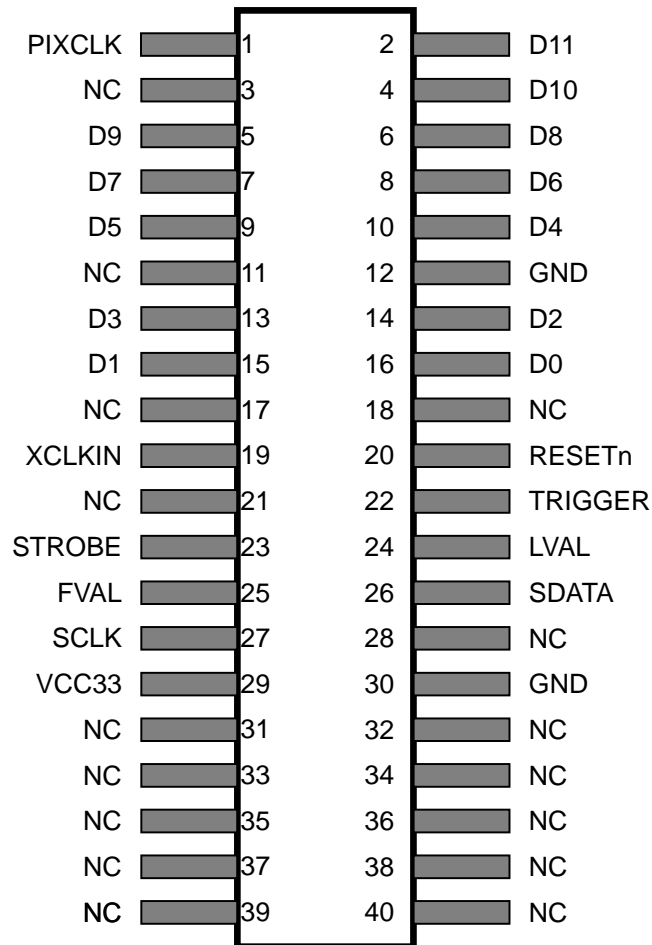 PIXCLK 1 2 D11
NC 3 4 D10
D9 5 6 D8
D7 7 8 D6
D5 9 10 D4
NC 11 12 GND
D3 13 14 D2
D1 15 16 D0
NC 17 18 NC
XCLKIN 19 20 RESETn
NC 21 22 TRIGGER
STROBE 23 24 LVAL
FVAL 25 26 SDATA
SCLK 27 28 NC
VCC33 29 30 GND
NC 31 32 NC
NC 33 34 NC
NC 35 36 NC
NC 37 38 NC
NC 39 40 NC